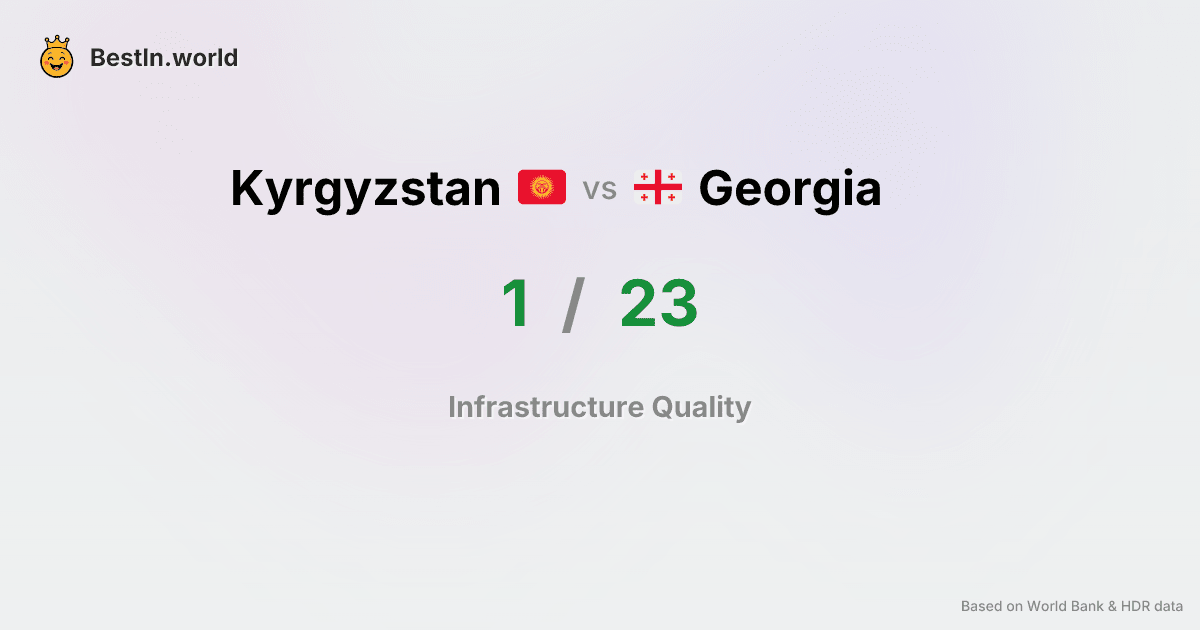 BestIn.world
Kyrgyzstan vs Georgia
1 / 23
Infrastructure Quality
Based on World Bank & HDR data